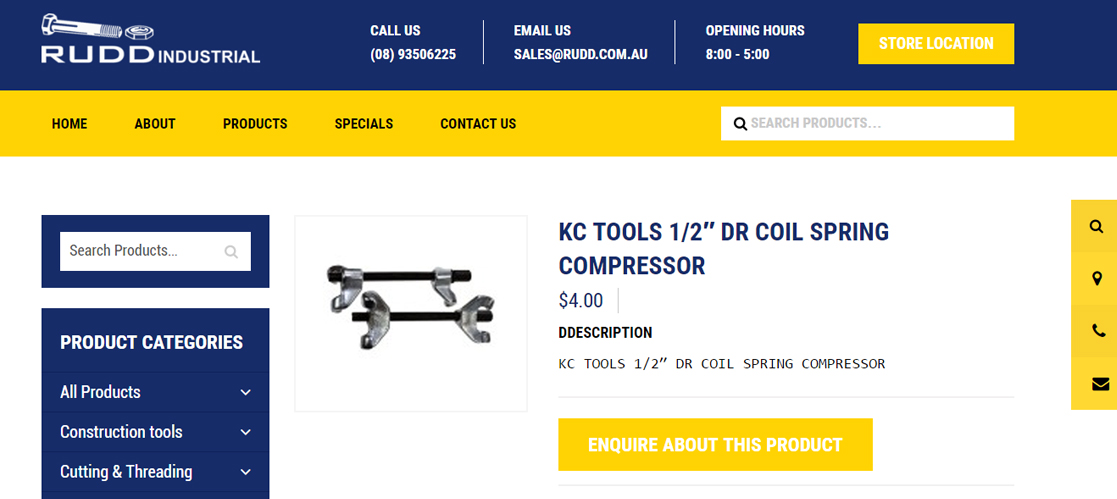 RUDD INDUSTRIAL
CALL US
(08) 93506225
EMAIL US
SALES@RUDD.COM.AU
OPENING HOURS
8:00 - 5:00
STORE LOCATION
HOME
ABOUT
PRODUCTS
SPECIALS
CONTACT US
SEARCH PRODUCTS...
Search Products...
PRODUCT CATEGORIES
All Products
Construction tools
Cutting & Threading
KC TOOLS 1/2″ DR COIL SPRING
COMPRESSOR
$4.00
DDESCRIPTION
KC TOOLS 1/2″ DR COIL SPRING COMPRESSOR
ENQUIRE ABOUT THIS PRODUCT